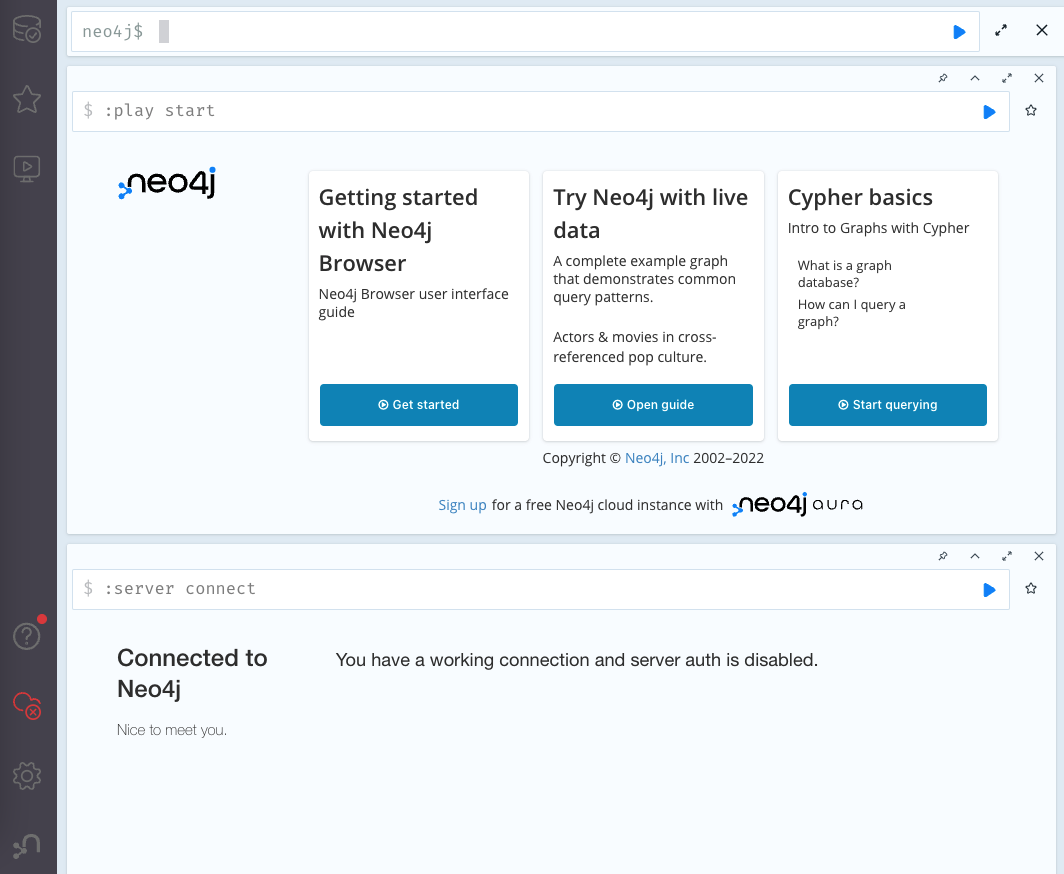 neo4j$
$ :play start
neo4j
Getting started
with Neo4j
Browser
Neo4j Browser user interface
guide
Get started
Try Neo4j with live
data
A complete example graph
that demonstrates common
query patterns.
Actors & movies in cross-
referenced pop culture.
Open guide
Cypher basics
Intro to Graphs with Cypher
What is a graph
database?
How can I query a
graph?
Start querying
Copyright © Neo4j, Inc 2002–2022
Sign up for a free Neo4j cloud instance with neo4j aura
$ :server connect
Connected to
Neo4j
Nice to meet you.
You have a working connection and server auth is disabled.